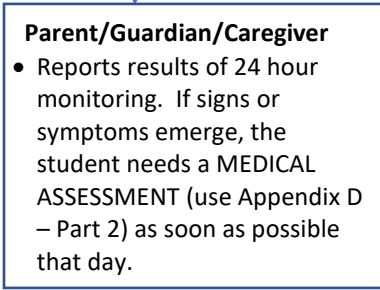 Parent/Guardian/Caregiver
• Reports results of 24 hour
monitoring.  If signs or
symptoms emerge, the
student needs a MEDICAL
ASSESSMENT (use Appendix D
– Part 2) as soon as possible
that day.